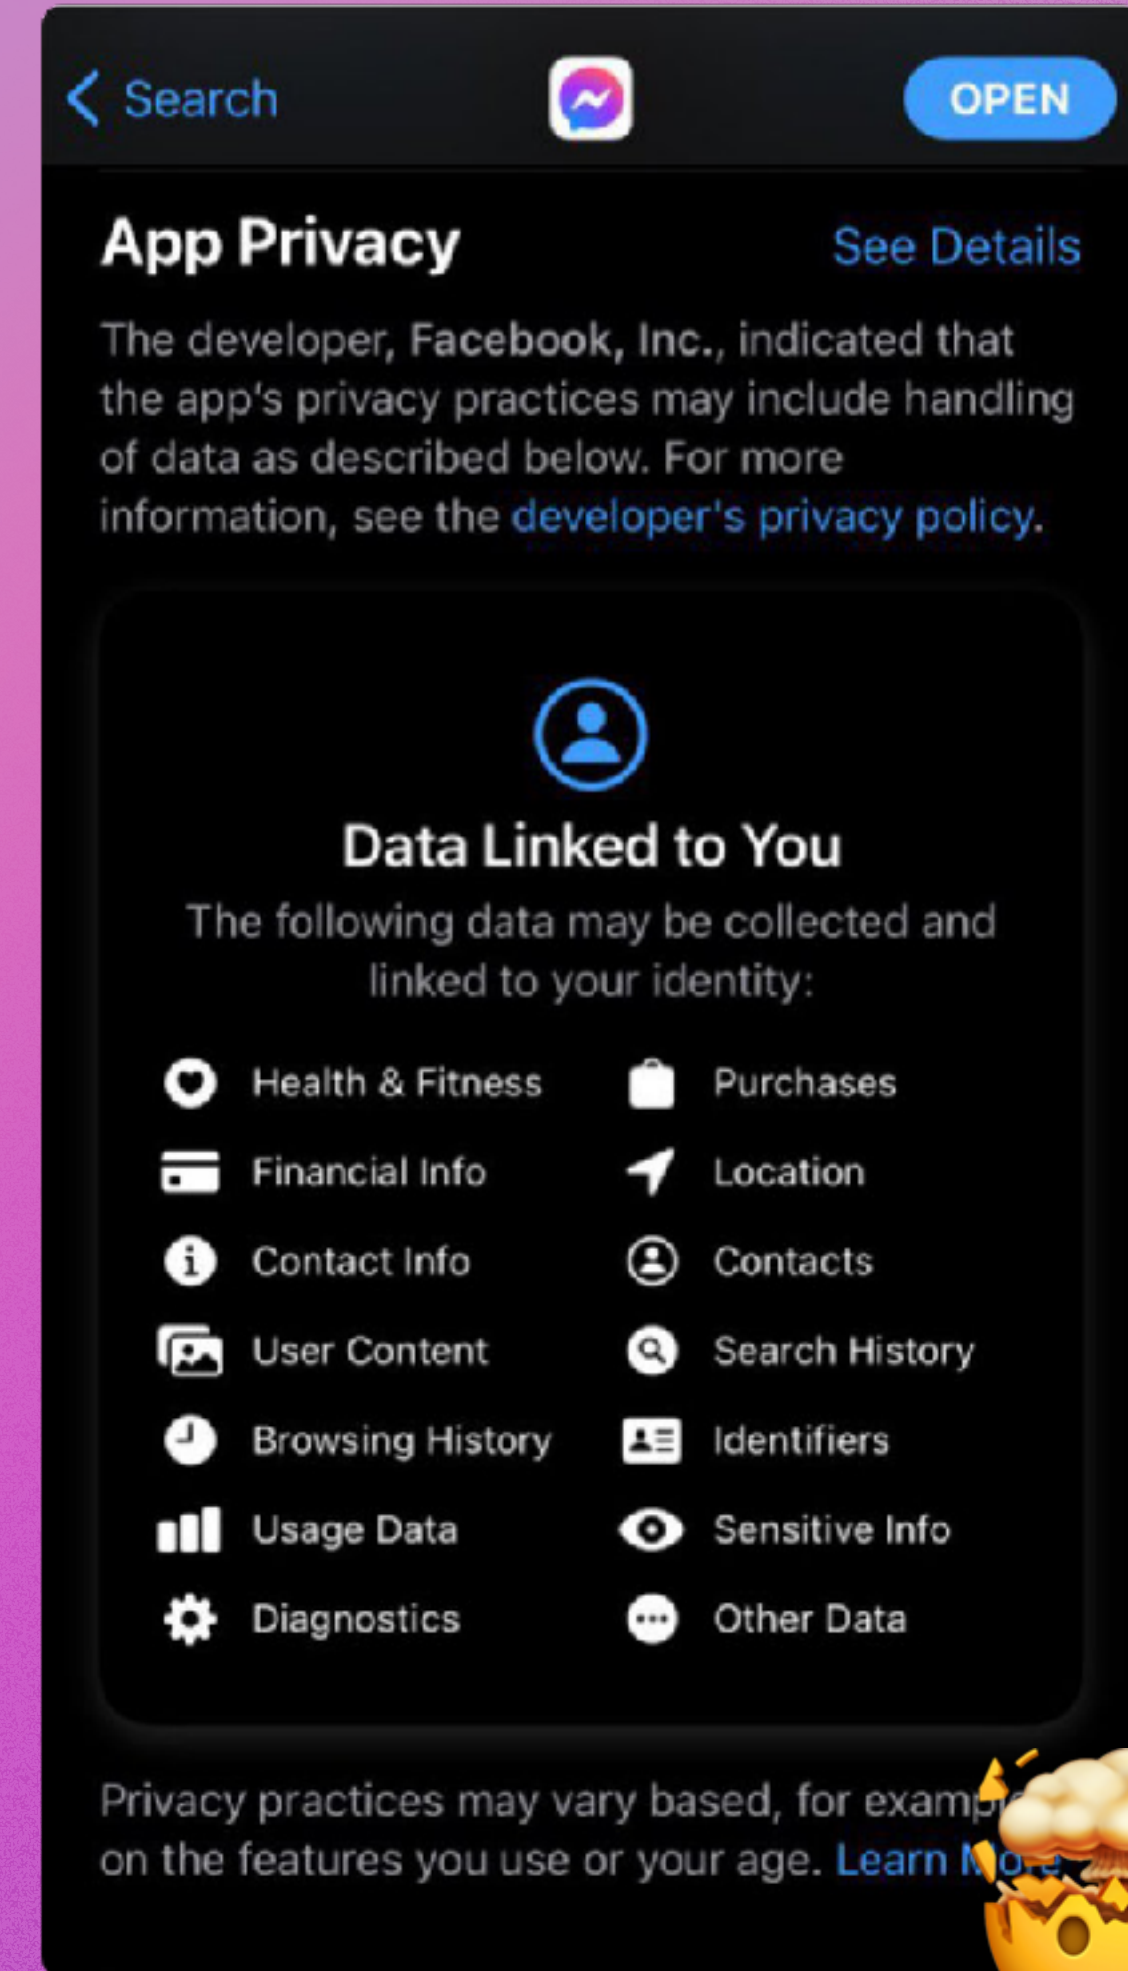 Search
OPEN
App Privacy
See Details
The developer, Facebook, Inc., indicated that
the app's privacy practices may include handling
of data as described below. For more
information, see the developer's privacy policy.
Data Linked to You
The following data may be collected and
linked to your identity:
Health & Fitness
Purchases
Financial Info
Location
Contact Info
Contacts
User Content
Search History
Browsing History
Identifiers
Usage Data
Sensitive Info
Diagnostics
Other Data
Privacy practices may vary based, for
on the features you use or your age. Learn